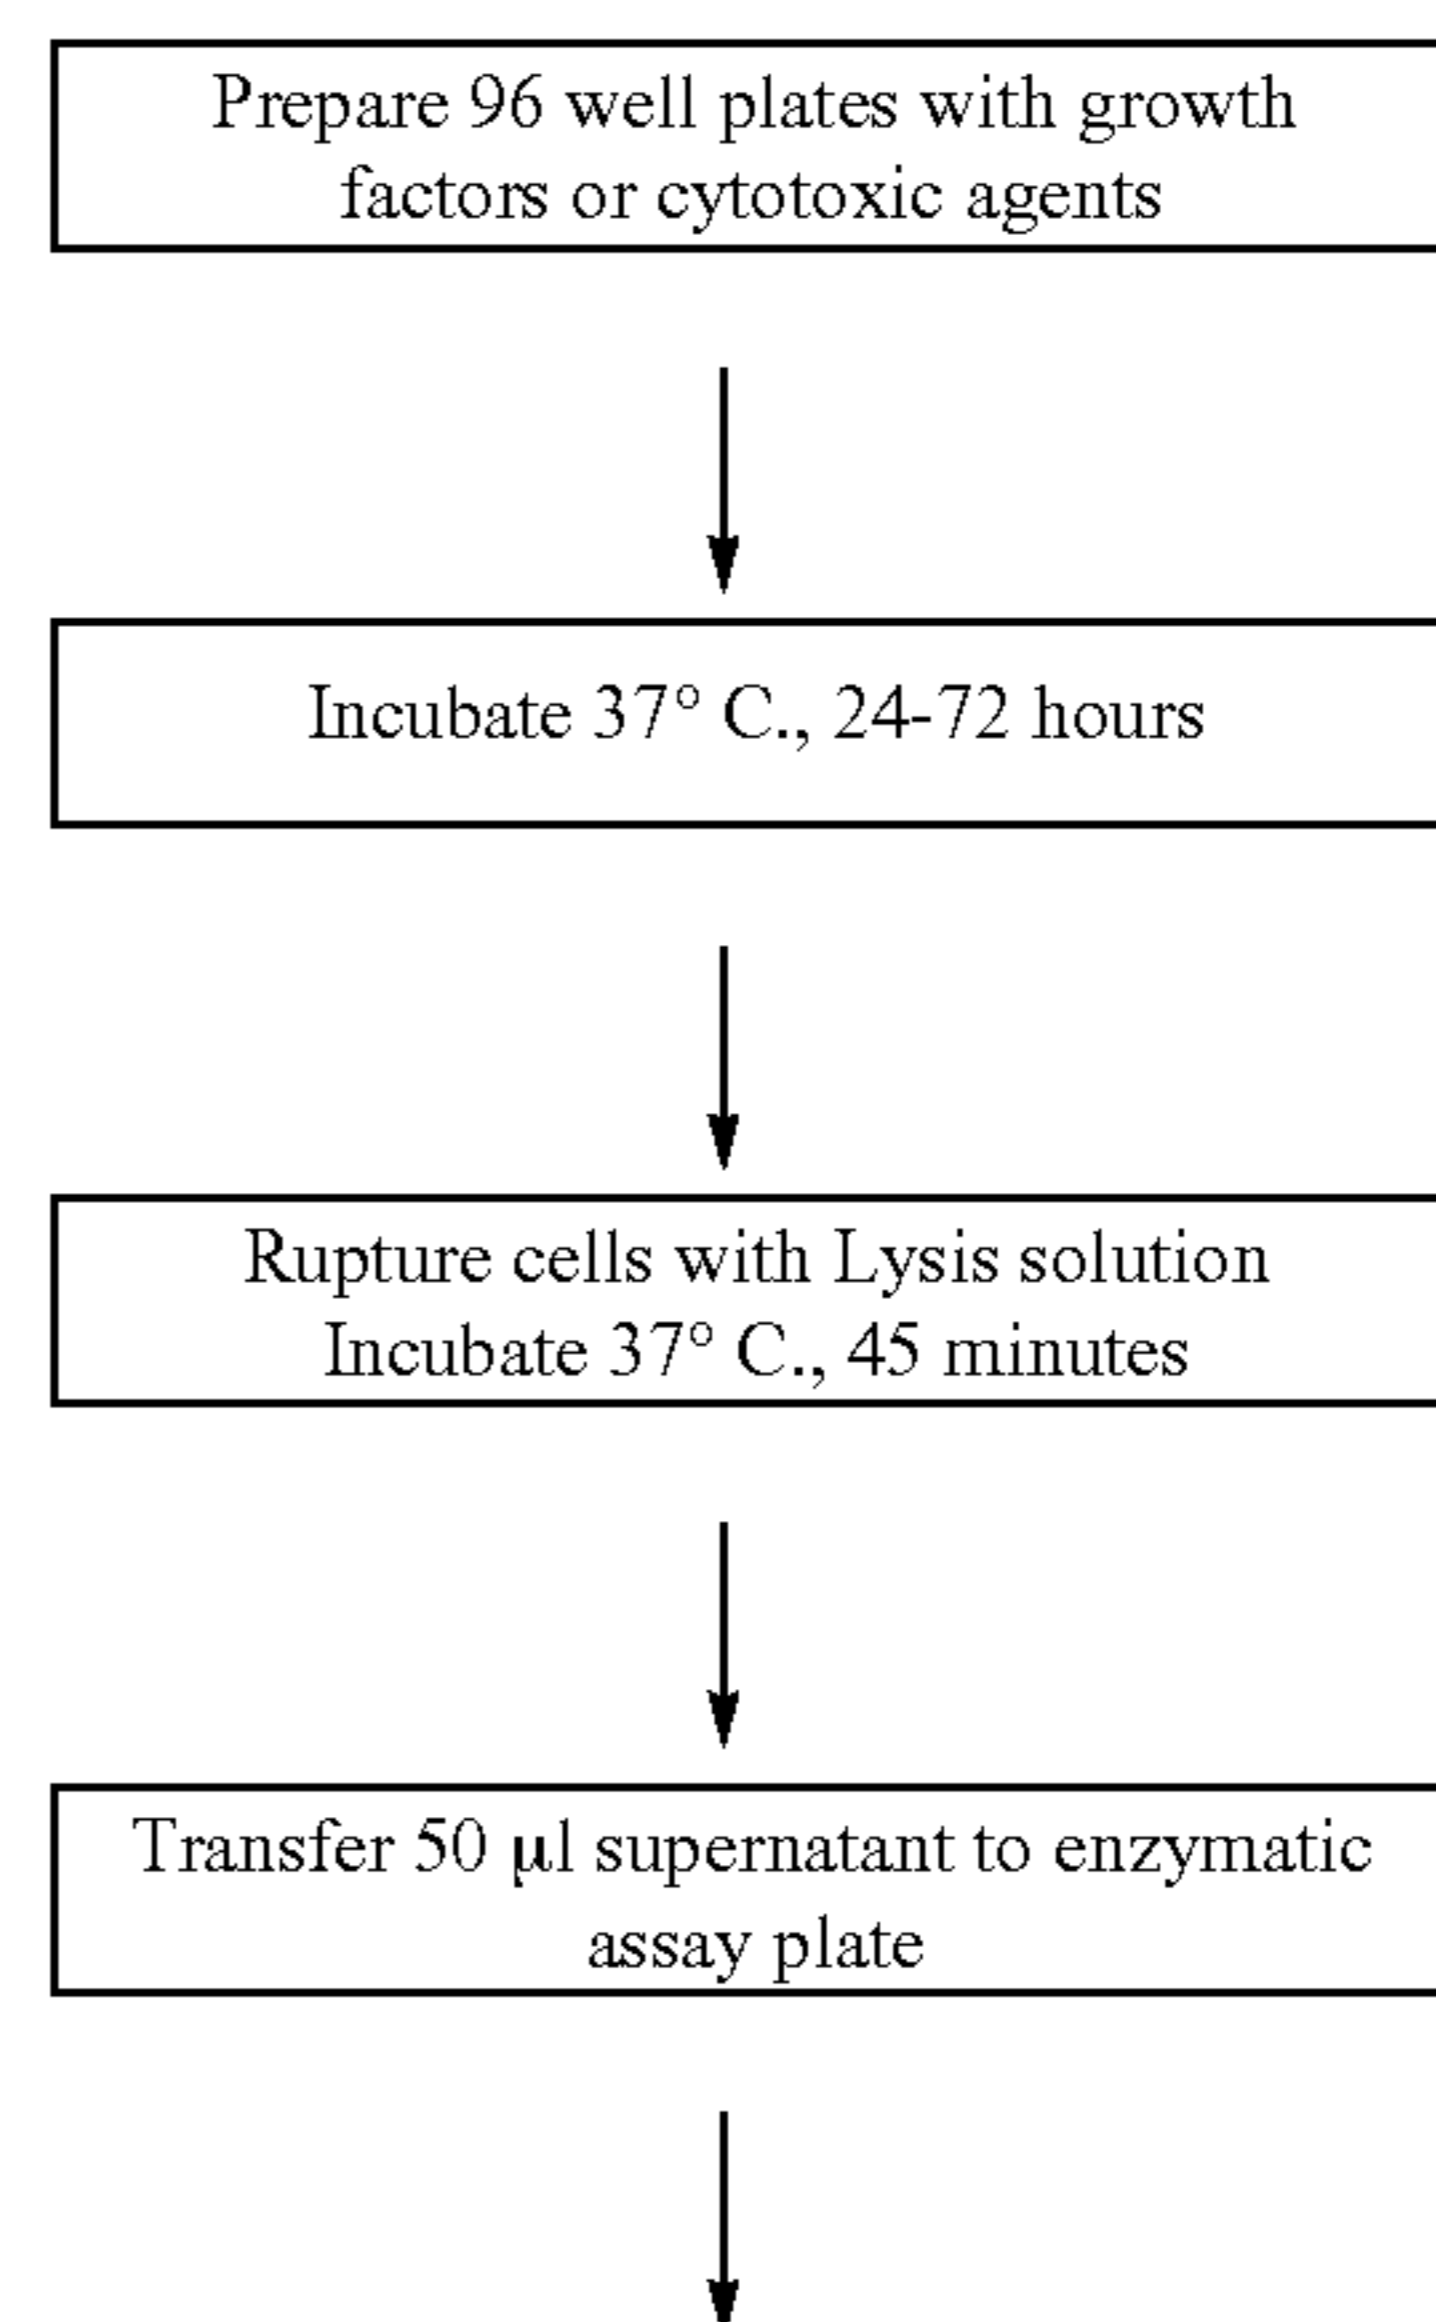 Prepare 96 well plates with growth
factors or cytotoxic agents
Incubate 37° C., 24-72 hours
Rupture cells with Lysis solution
Incubate 37° C., 45 minutes
Transfer 50 µl supernatant to enzymatic
assay plate